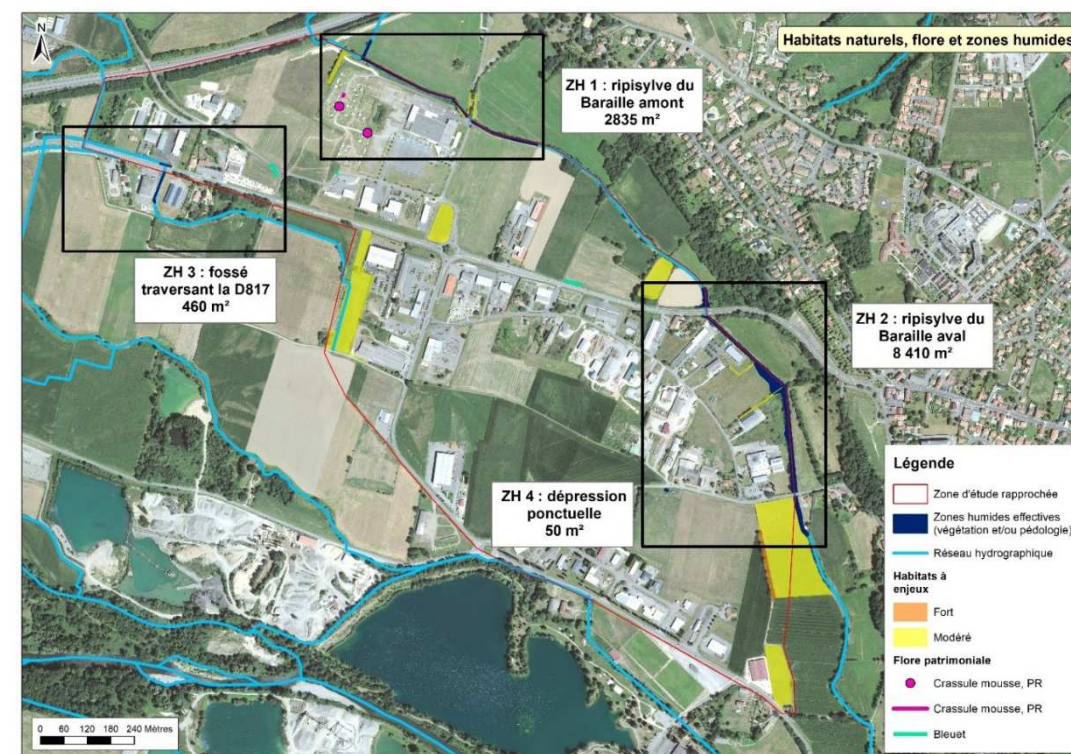 N
Habitats naturels, flore et zones humides
ZH 1 : ripisylve du
Baraille amont
2835 m²
ZH 3 : fossé
traversant la D817
460 m²
ZH 2 : ripisylve du
Baraille aval
8 410 m²
ZH 4 : dépression
ponctuelle
50 m²
Légende
Zone d'étude rapprochée
Zones humides effectives
(végetation et/ou pédologie)
Réseau hydrographique
Habitats à
enjeux
Fort
Modéré
Flore patrimoniale
Crassule mousse, PR
Crassule mousse, PR
Bleuet
0 60 120 180 240 Mètres